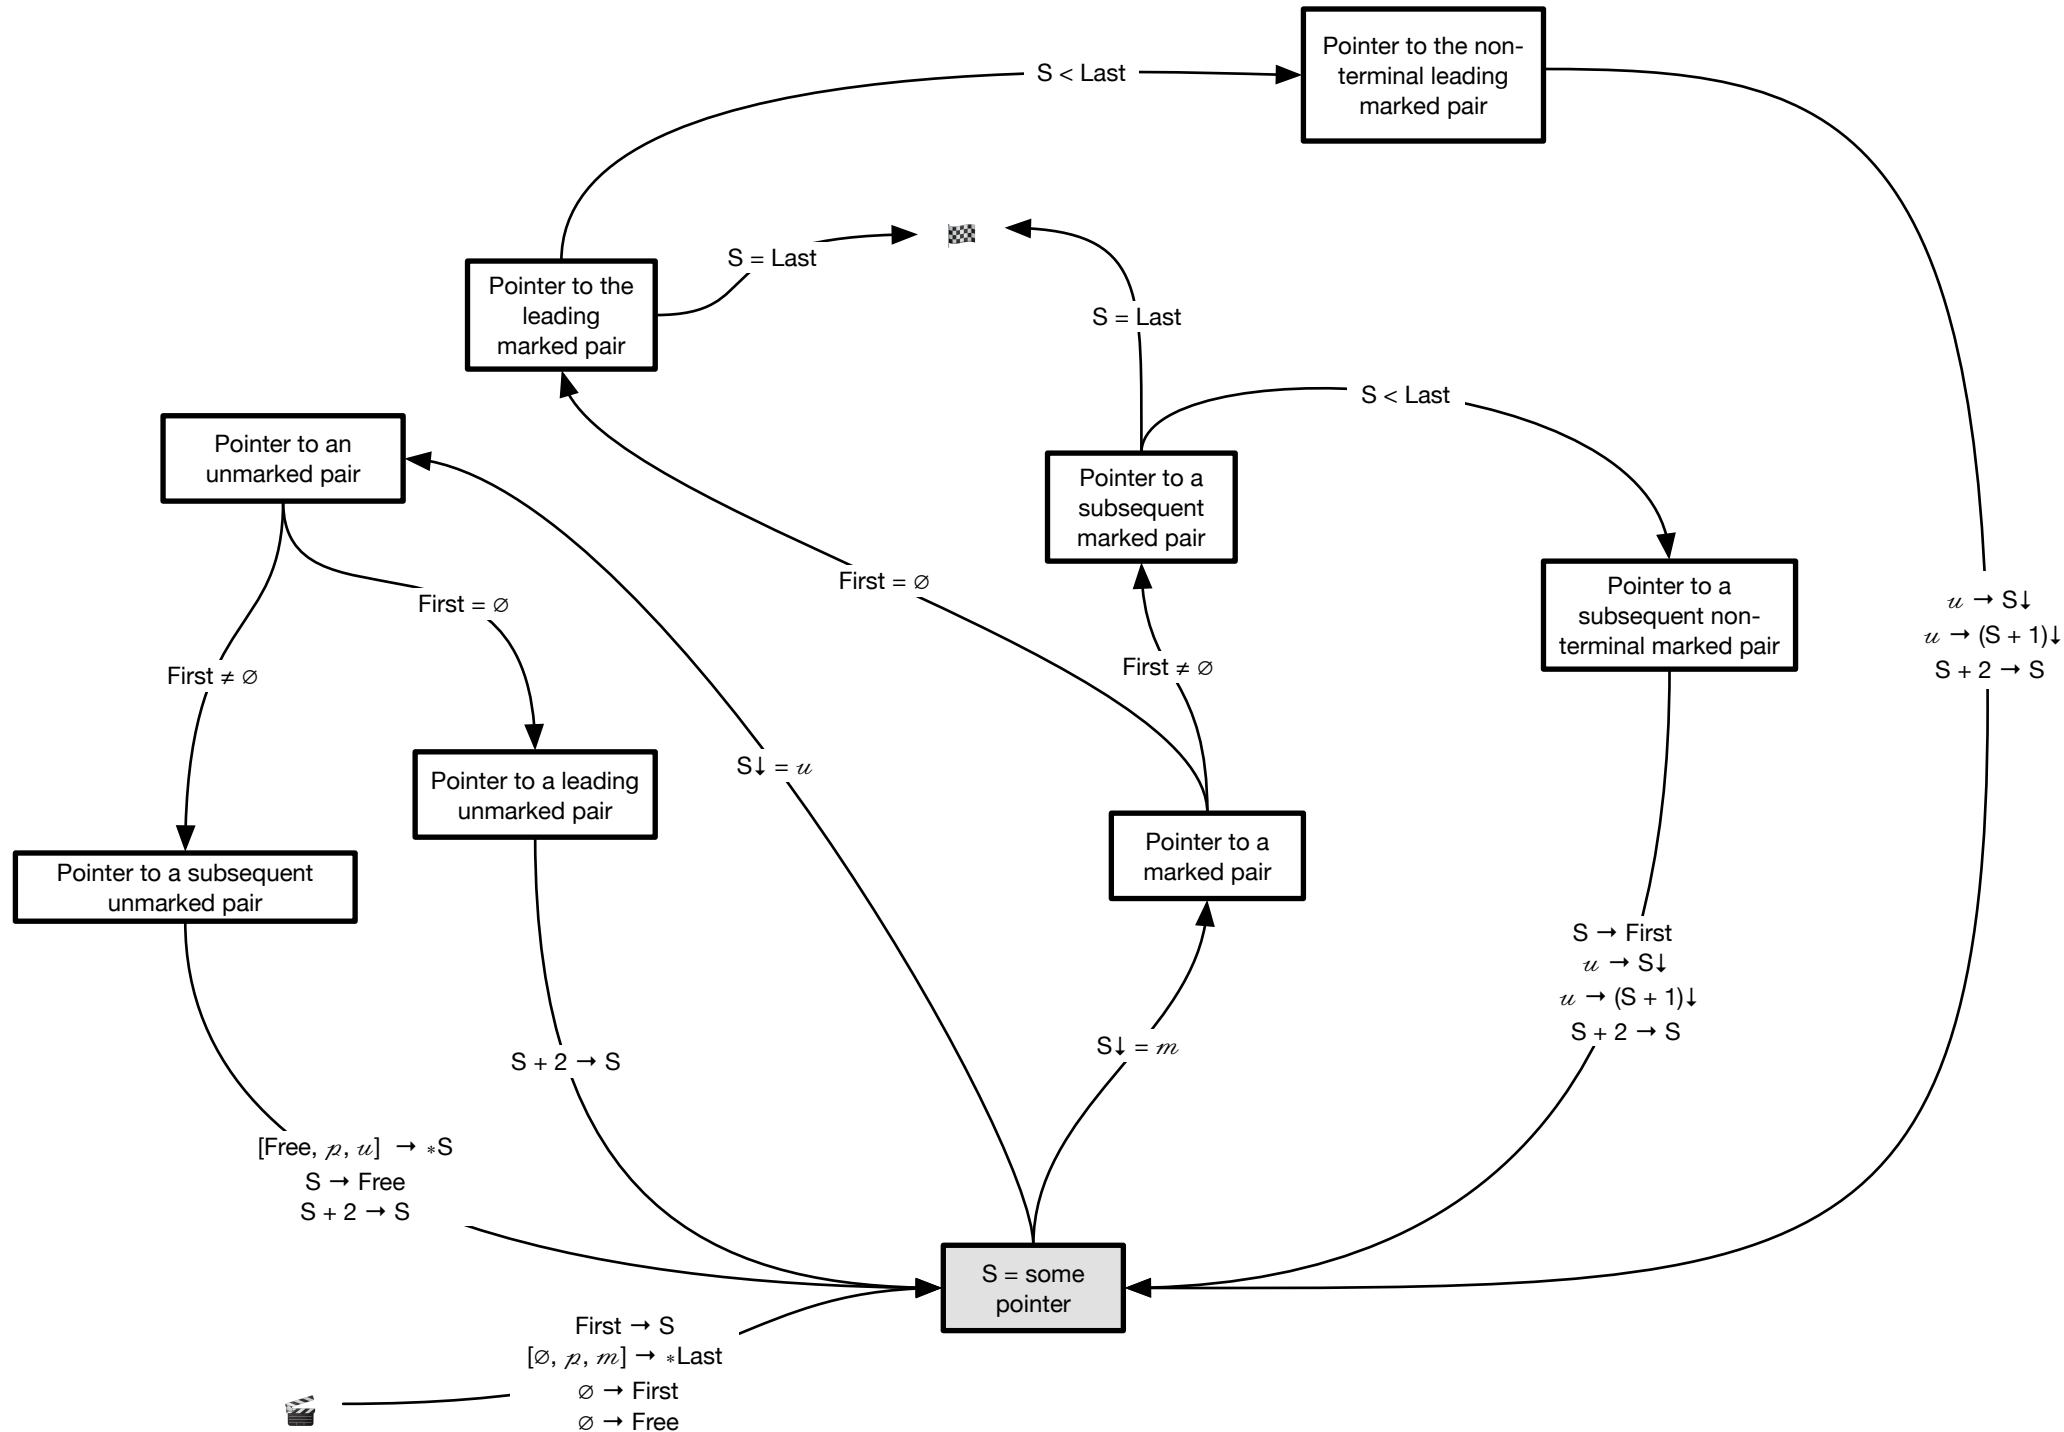 Pointer to the non-
terminal leading
marked pair
S < Last
S = Last
Pointer to the
leading
marked pair
S = Last
S < Last
Pointer to an
unmarked pair
Pointer to a
subsequent
marked pair
First = ∅
First = ∅
Pointer to a
subsequent non-
terminal marked pair
𝓊 → S↓
𝓊 → (S + 1)↓
S + 2 → S
First ≠ ∅
First ≠ ∅
S↓ = 𝓊
Pointer to a leading
unmarked pair
Pointer to a subsequent
unmarked pair
Pointer to a
marked pair
S → First
𝓊 → S↓
𝓊 → (S + 1)↓
S + 2 → S
S + 2 → S
S↓ = 𝓂
[Free, 𝓅, 𝓊] → *S
S → Free
S + 2 → S
S = some
pointer
First → S
[∅, 𝓅, 𝓂] → *Last
∅ → First
∅ → Free